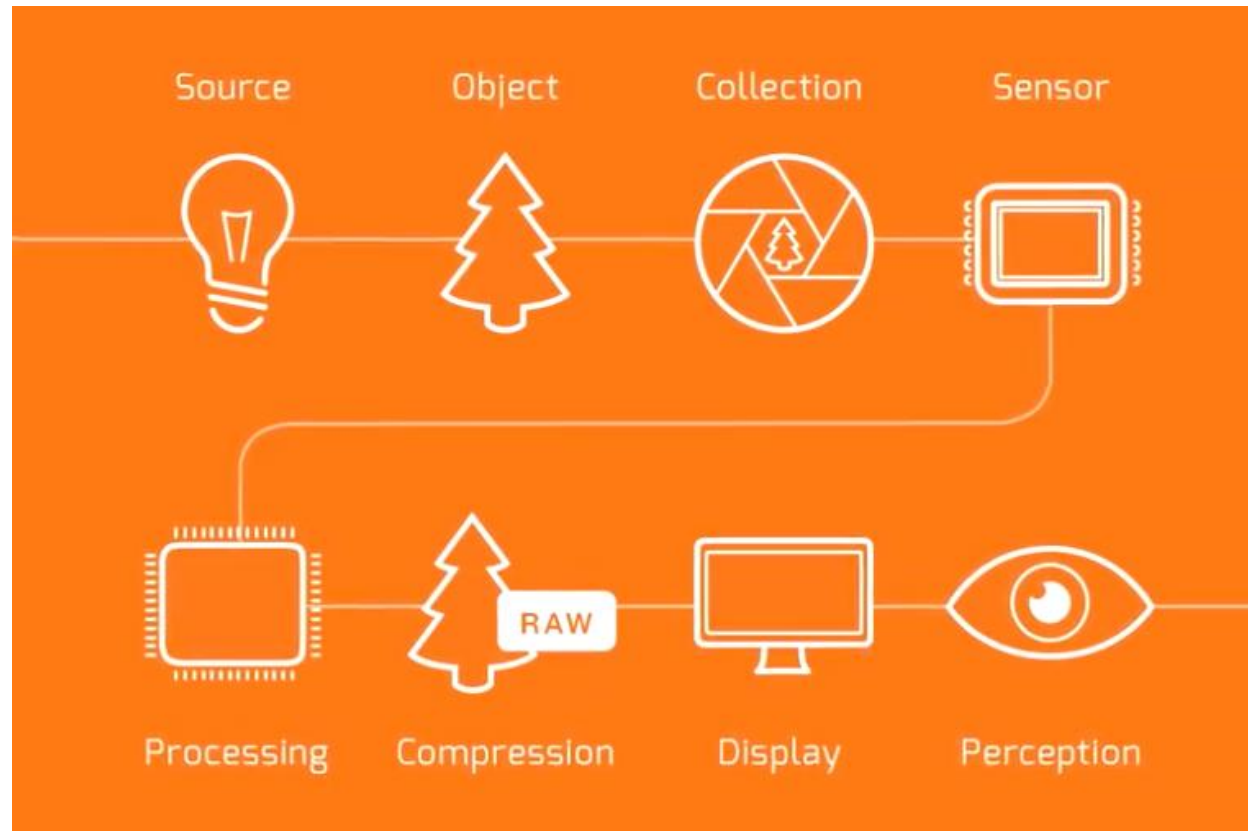 Source
Object
Collection
Sensor
RAW
Processing
Compression
Display
Perception